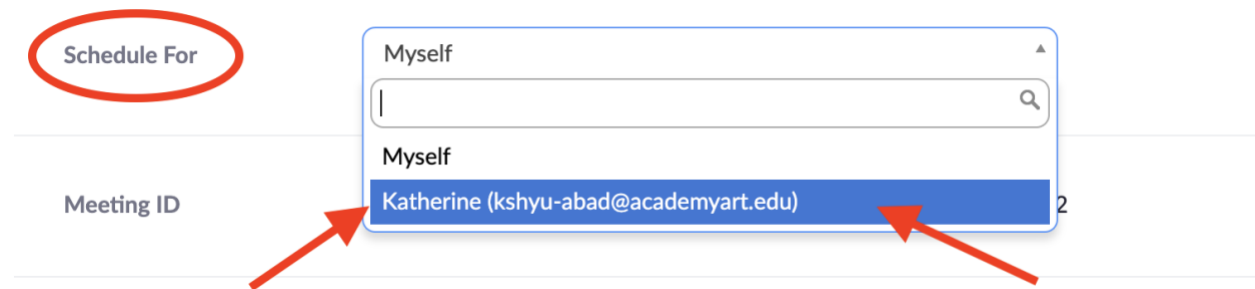 Schedule For
Myself
Myself
Meeting ID
Katherine (kshyu-abad@academyart.edu)
2